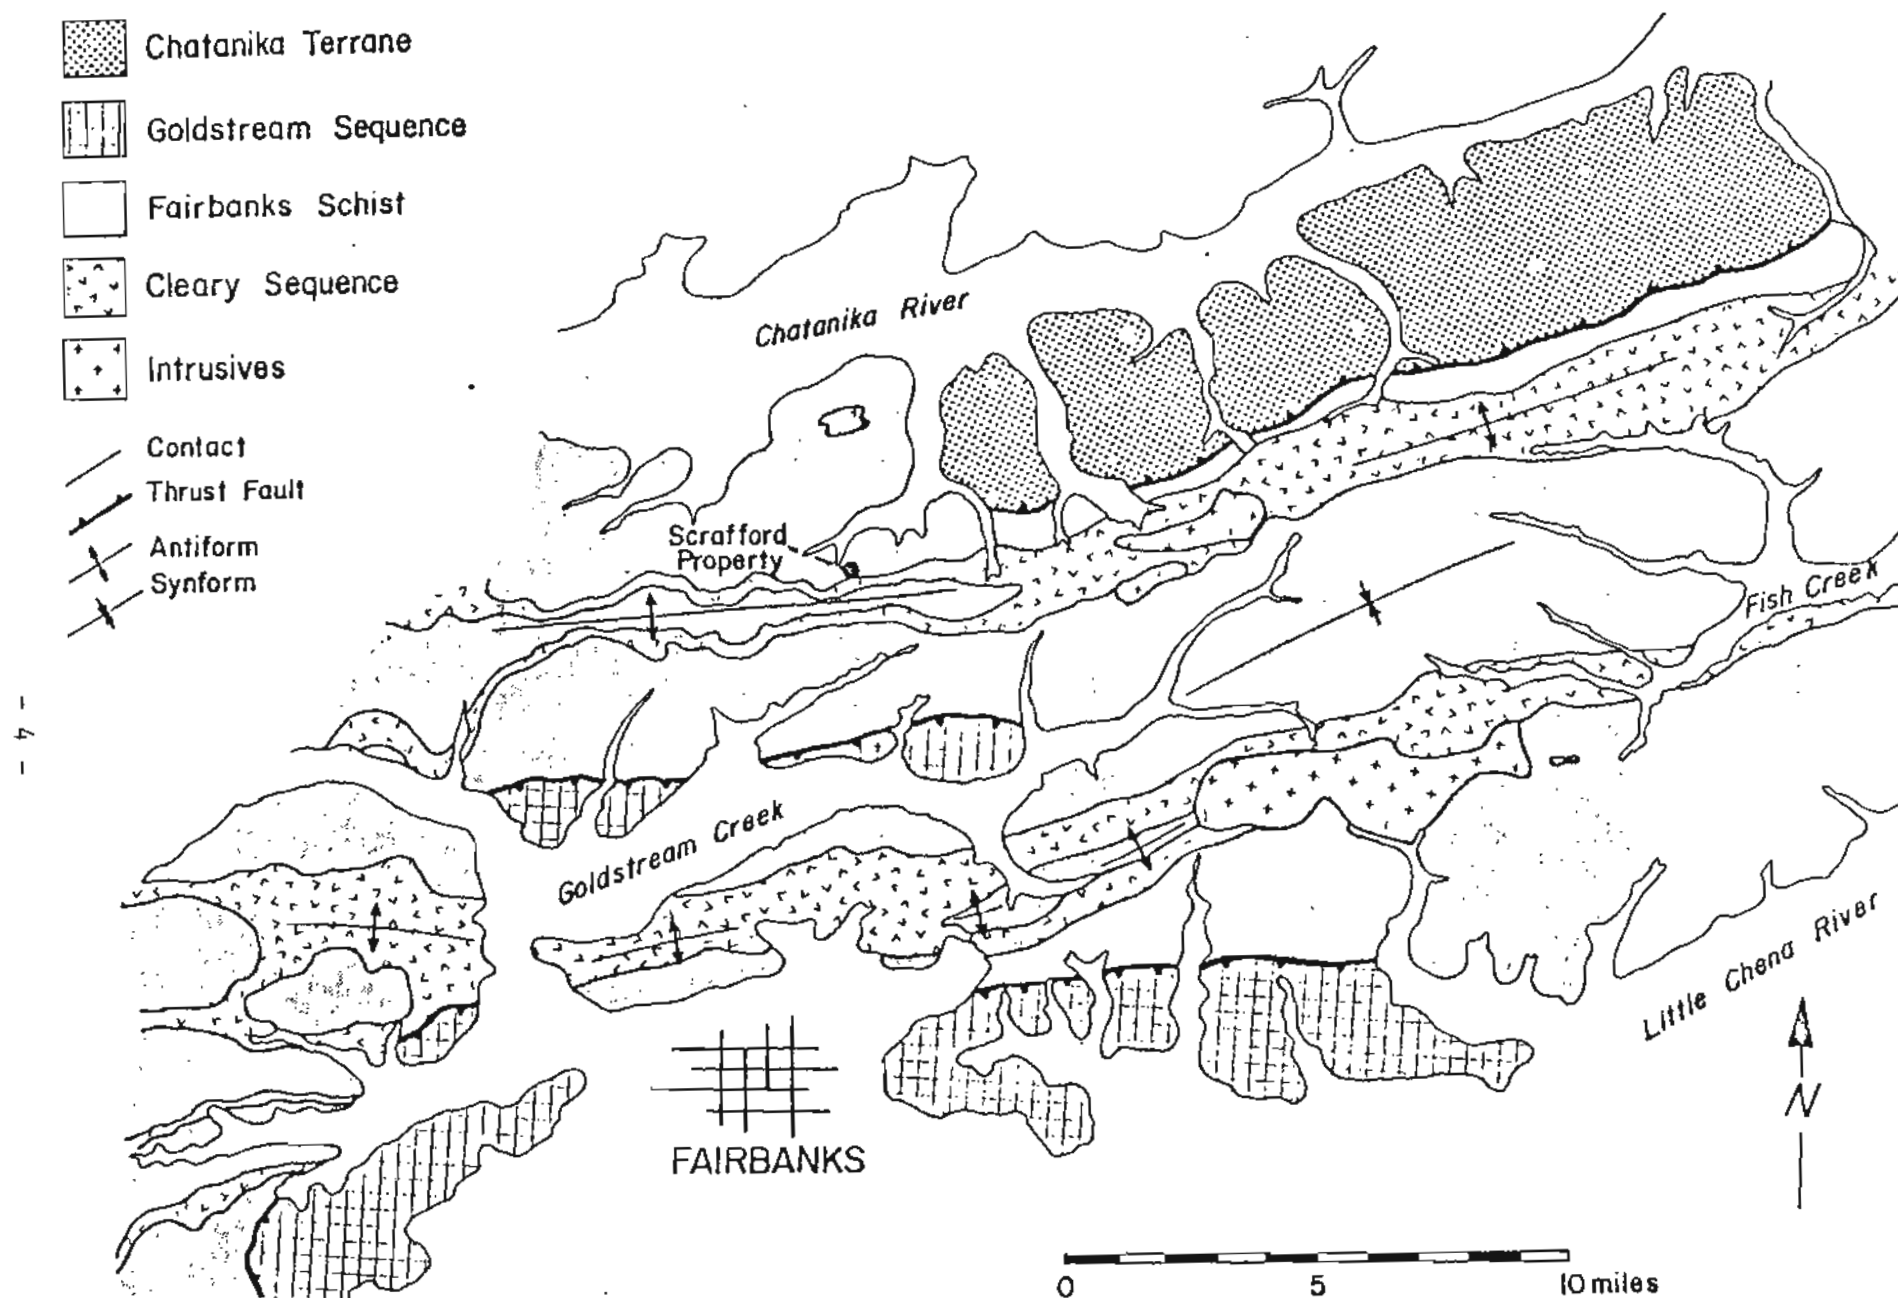 Chatanika Terrane
Goldstream Sequence
Fairbanks Schist
Cleary Sequence
Intrusives
Contact
Thrust Fault
Antiform
Synform
Chatanika River
Scrafford
Property
Fish Creek
Goldstream Creek
Little Chena River
FAIRBANKS
N
0 5 10 miles
- 4 -